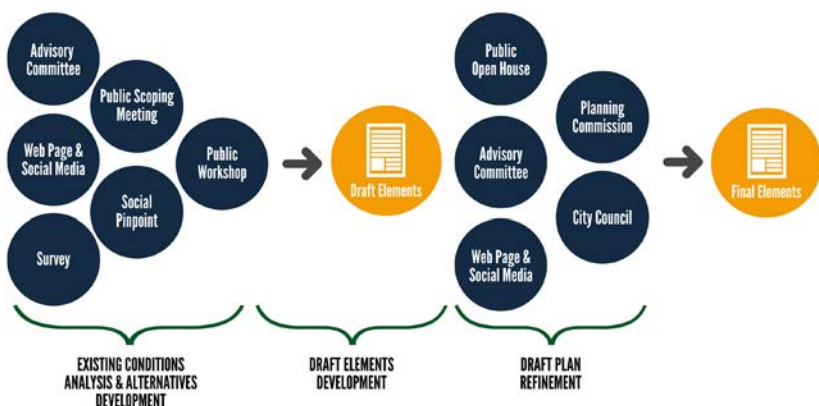 Advisory
Committee
Public Scoping
Meeting
Web Page &
Social Media
Public
Workshop
Social
Pinpoint
Survey
Draft Elements
Public
Open House
Planning
Commission
Advisory
Committee
City Council
Web Page &
Social Media
Final Elements
EXISTING CONDITIONS
ANALYSIS & ALTERNATIVES
DEVELOPMENT
DRAFT ELEMENTS
DEVELOPMENT
DRAFT PLAN
REFINEMENT